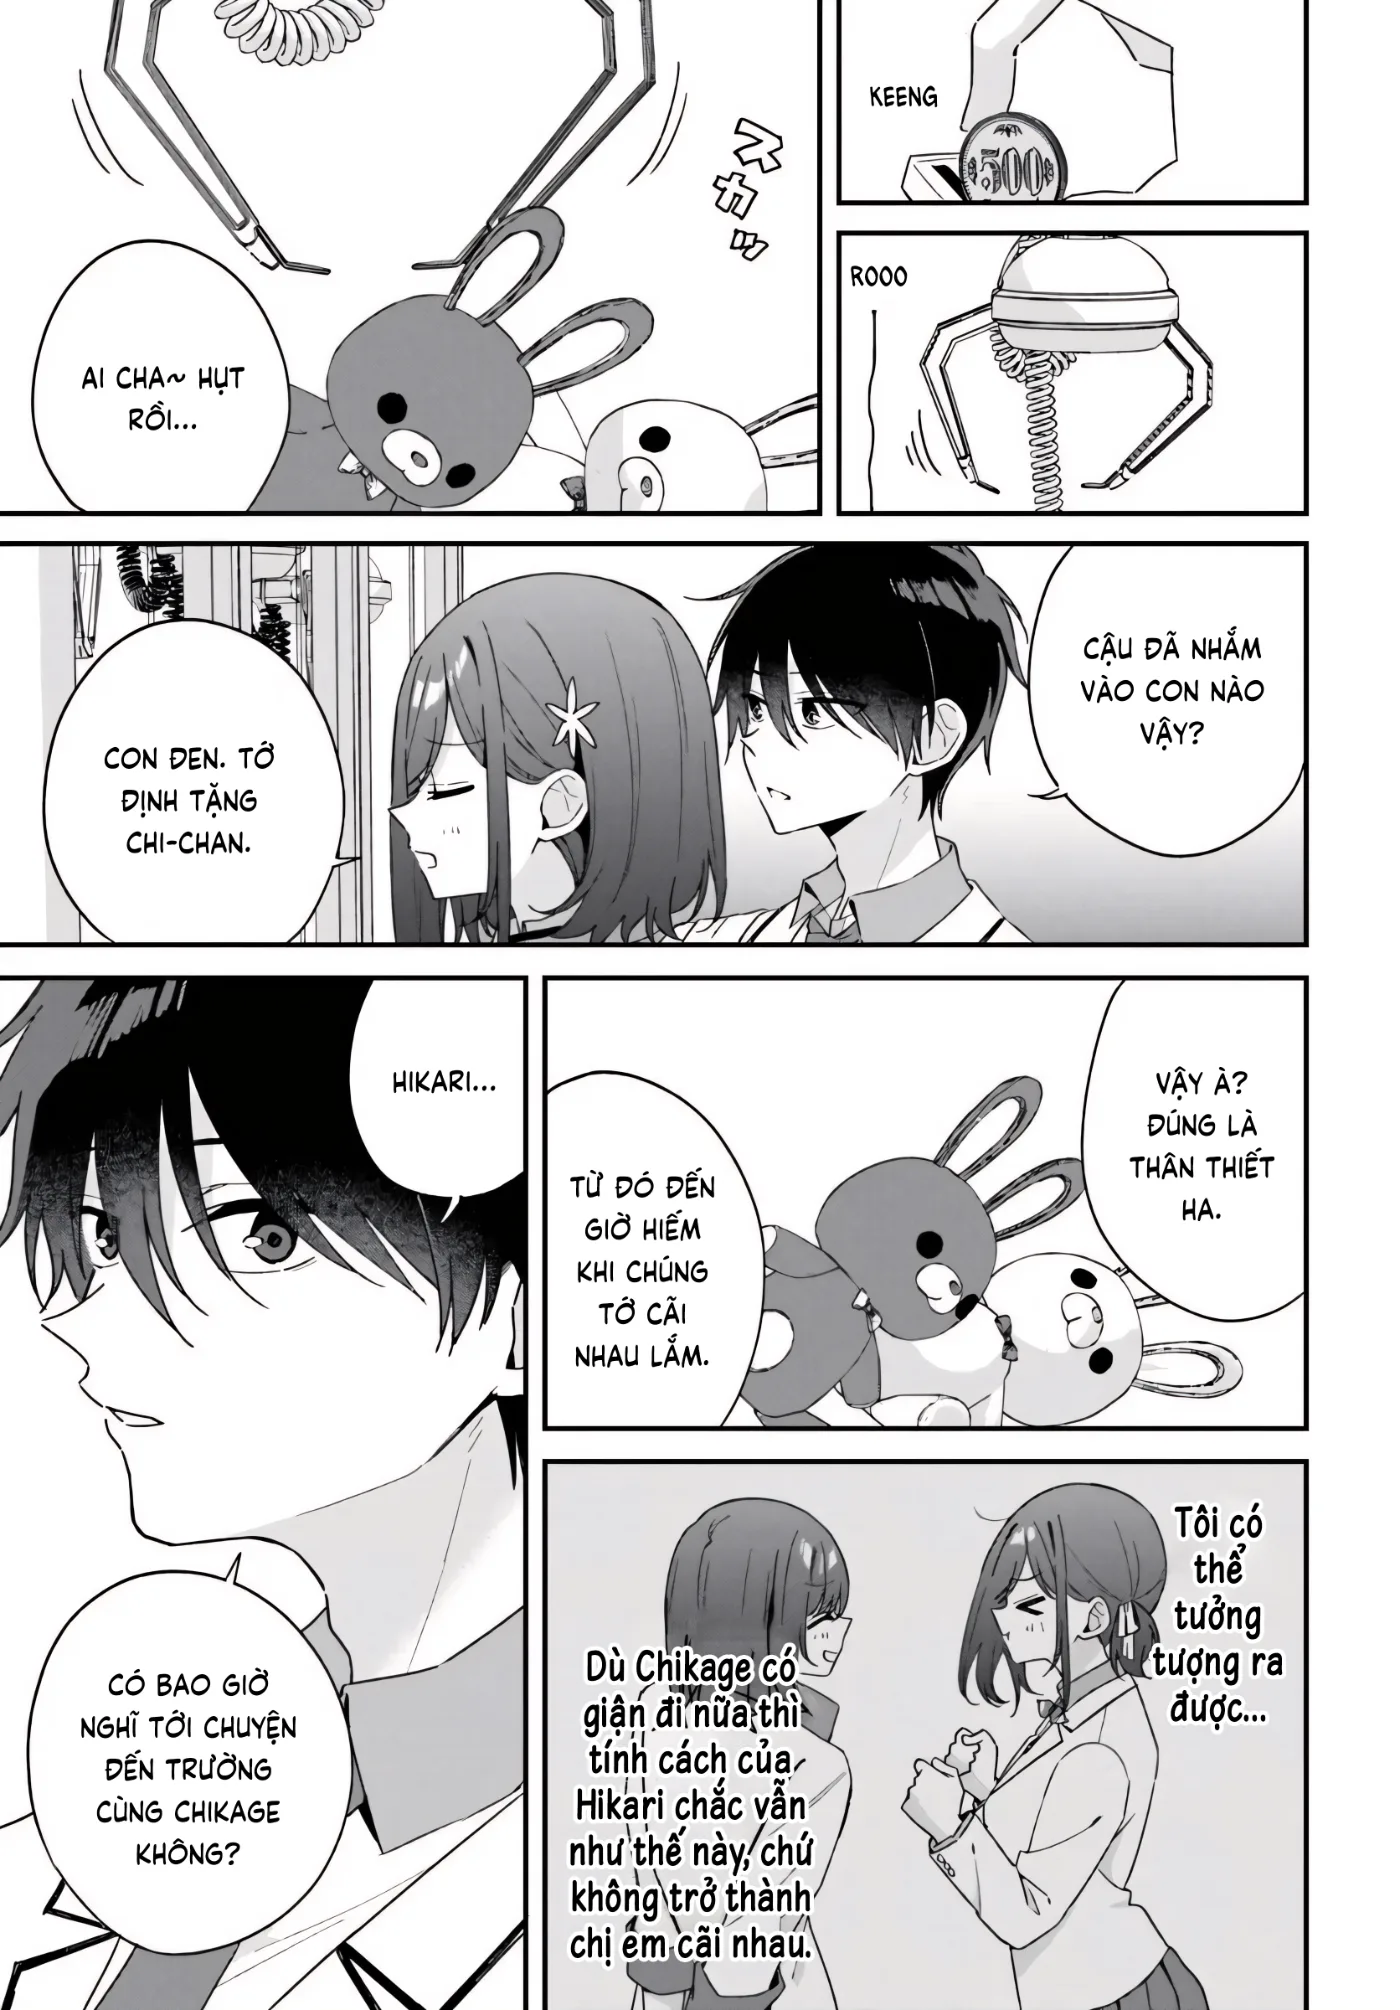 KEENG
500
ROOO
スカッ
AI CHA~ HỤT
RỒI...
CẬU ĐÃ NHẮM
VÀO CON NÀO
VẬY?
CON ĐEN. TỚ
ĐỊNH TẶNG
CHI-CHAN.
VẬY À?
ĐÚNG LÀ
THÂN THIẾT
HA.
TỪ ĐÓ ĐẾN
GIỜ HIẾM
KHI CHÚNG
TỚ CÃI
NHAU LẮM.
Tôi có
thể
tưởng
tượng ra
được...
Dù Chikage có
giận đi nữa thì
tính cách của
Hikari chắc vẫn
như thế này, chứ
không trở thành
chị em cãi nhau.
HIKARI...
CÓ BAO GIỜ
NGHĨ TỚI CHUYỆN
ĐẾN TRƯỜNG
CÙNG CHIKAGE
KHÔNG?